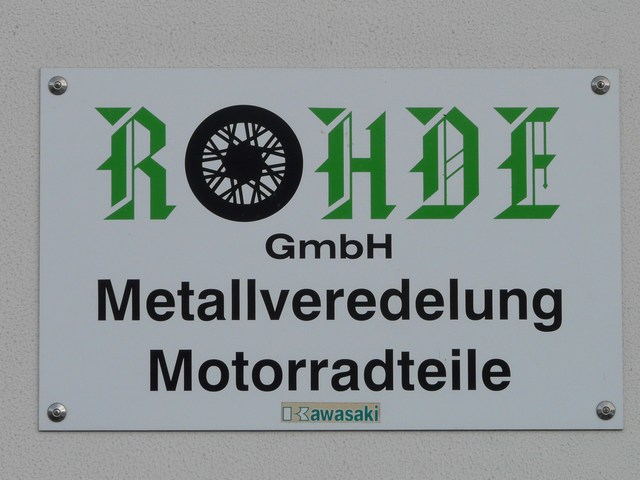 ROHDE
GmbH
Metallveredelung
Motorradteile
Kawasaki